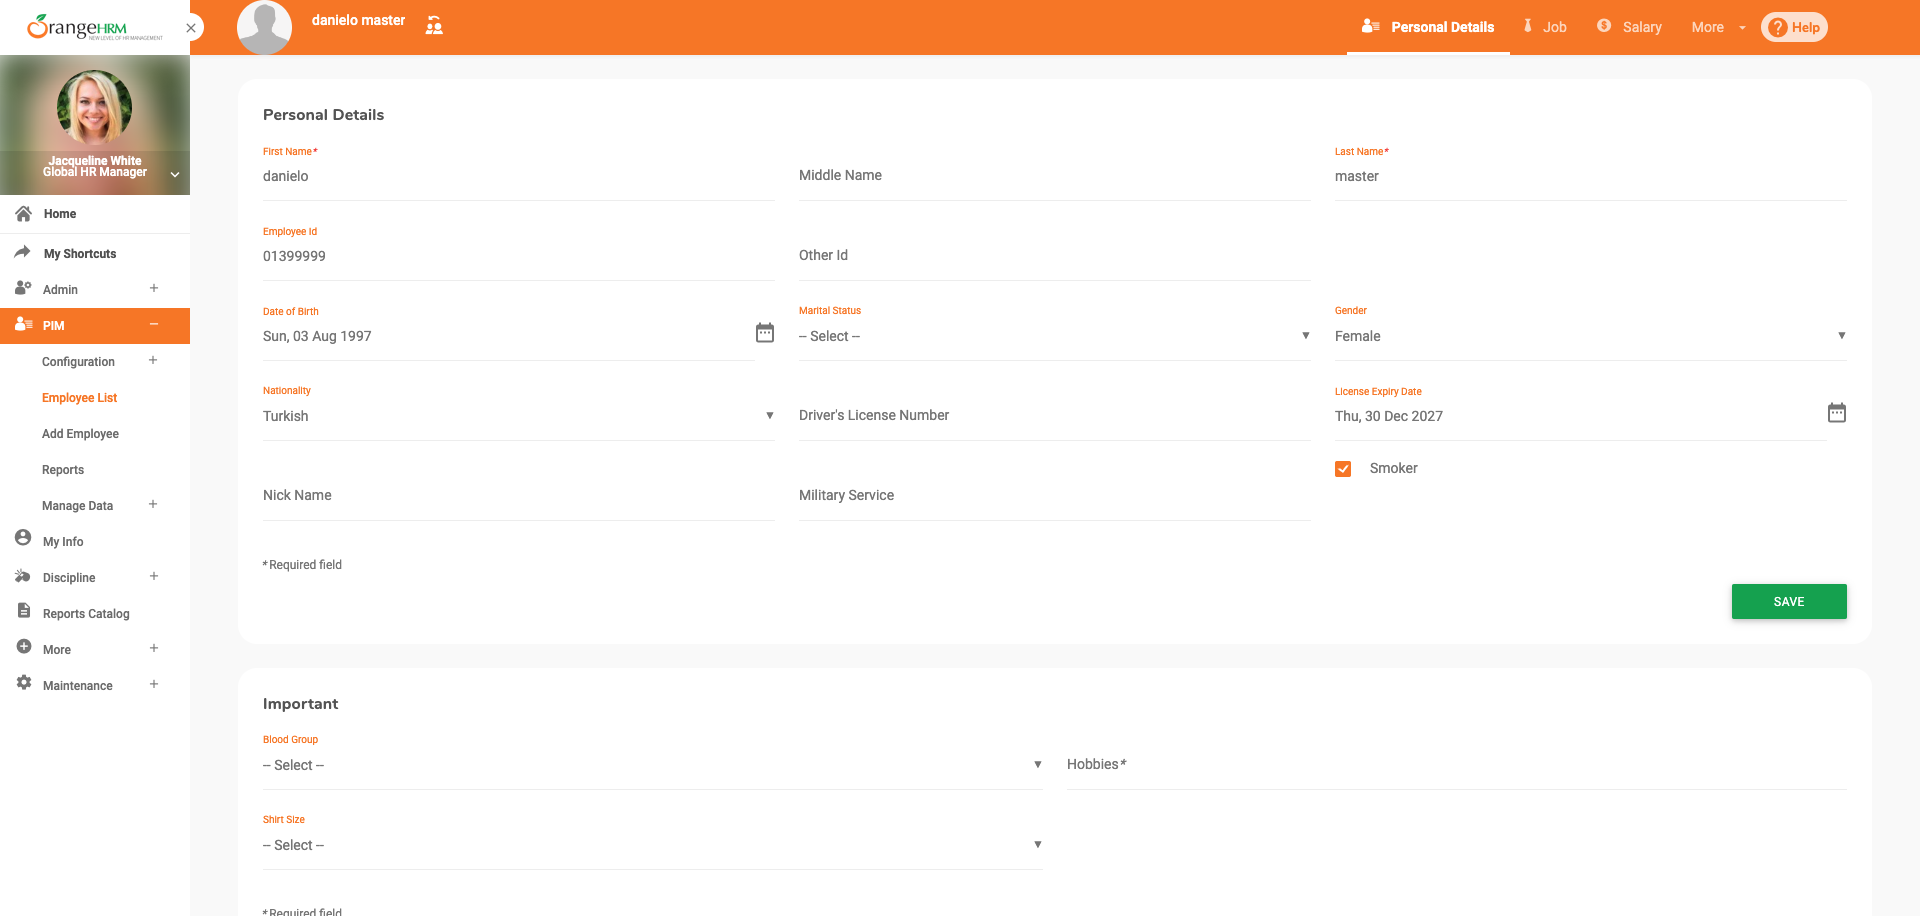 OrangeHRM
NEW LEVEL OF HR MANAGEMENT
danielo master
Personal Details
Job
Salary
More
? Help
Jacqueline White
Global HR Manager
Home
My Shortcuts
Admin
PIM
Configuration
Employee List
Add Employee
Reports
Manage Data
My Info
Discipline
Reports Catalog
More
Maintenance
Personal Details
First Name*
danielo
Middle Name
Last Name*
master
Employee Id
01399999
Other Id
Date of Birth
Sun, 03 Aug 1997
Marital Status
-- Select --
Gender
Female
Nationality
Turkish
Driver's License Number
License Expiry Date
Thu, 30 Dec 2027
Smoker
Nick Name
Military Service
* Required field
SAVE
Important
Blood Group
-- Select --
Hobbies*
Shirt Size
-- Select --
* Required field